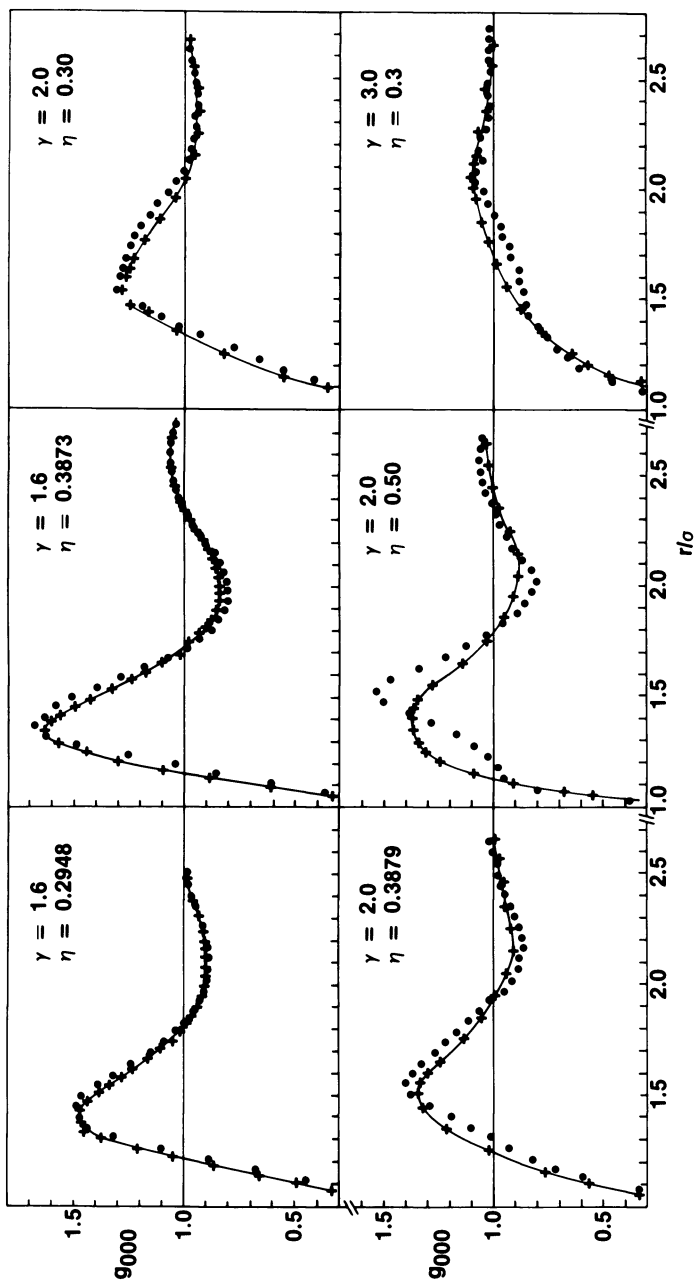 γ = 1.6
η = 0.2948
γ = 1.6
η = 0.3873
γ = 2.0
η = 0.30
1.5
1.0
0.5
g000
γ = 2.0
η = 0.3879
γ = 2.0
η = 0.50
γ = 3.0
η = 0.3
1.5
1.0
0.5
g000
1.5 2.0 2.5 1.0 1.5 2.0 2.5 1.0 1.5 2.0 2.5
r/σ